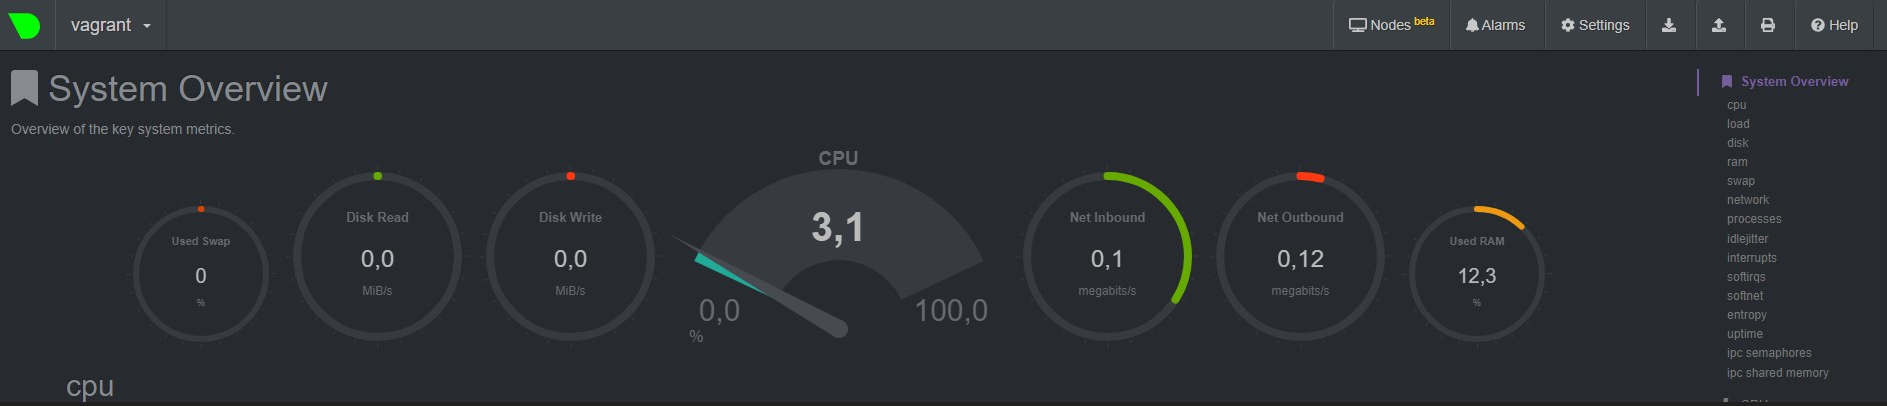 vagrant
Nodes beta
Alarms
Settings
Help
System Overview
Overview of the key system metrics.
Used Swap
0
%
Disk Read
0,0
MiB/s
Disk Write
0,0
MiB/s
CPU
3,1
0,0
100,0
%
Net Inbound
0,1
megabits/s
Net Outbound
0,12
megabits/s
Used RAM
12,3
%
cpu
System Overview
cpu
load
disk
ram
swap
network
processes
idlejitter
interrupts
softirqs
softnet
entropy
uptime
ipc semaphores
ipc shared memory